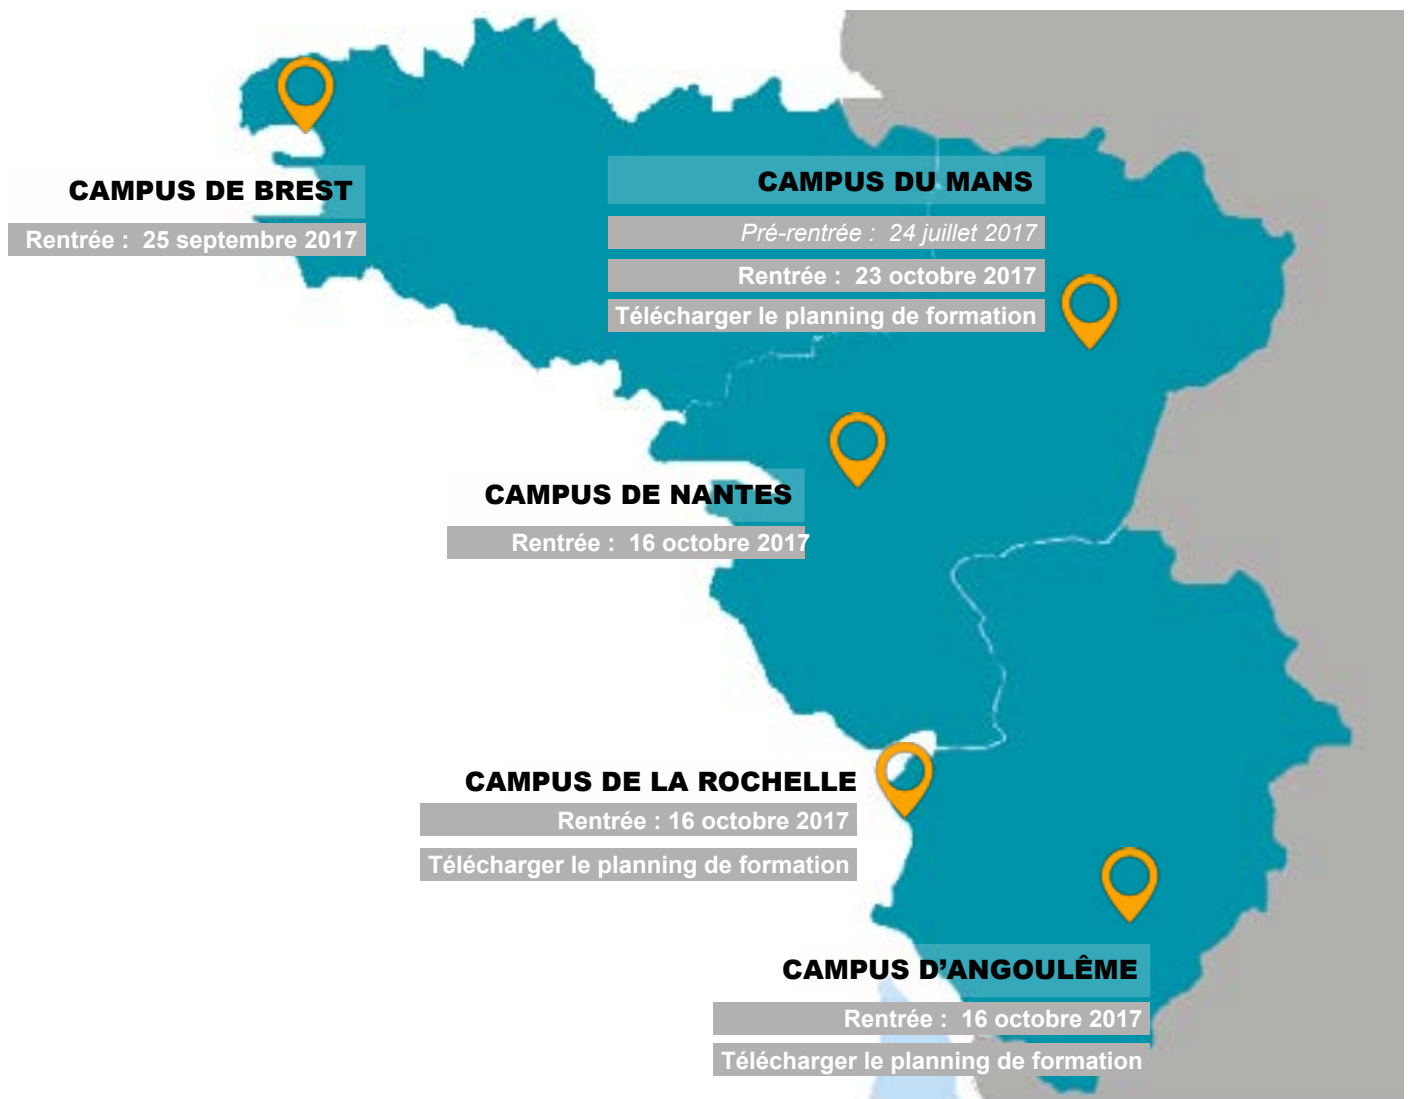 CAMPUS DE BREST
Rentrée : 25 septembre 2017
CAMPUS DU MANS
Pré-rentrée : 24 juillet 2017
Rentrée : 23 octobre 2017
Télécharger le planning de formation
CAMPUS DE NANTES
Rentrée : 16 octobre 2017
CAMPUS DE LA ROCHELLE
Rentrée : 16 octobre 2017
Télécharger le planning de formation
CAMPUS D’ANGOULÊME
Rentrée : 16 octobre 2017
Télécharger le planning de formation